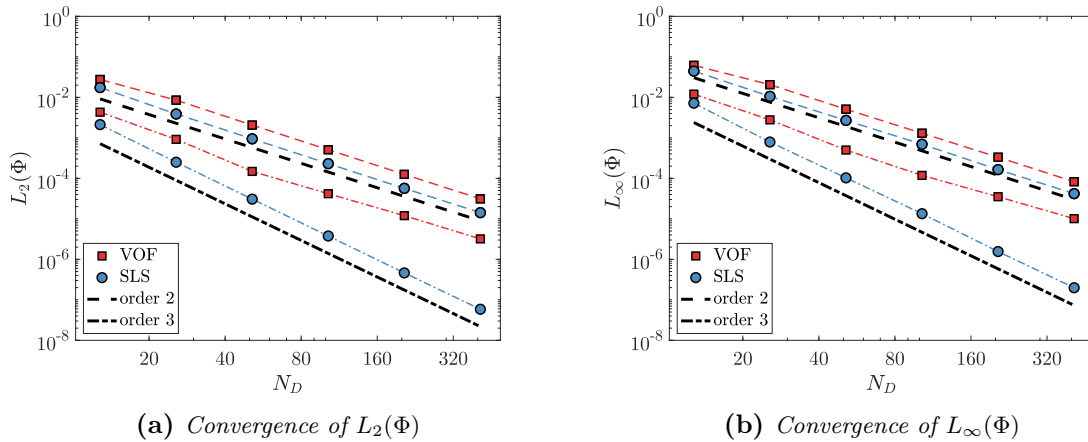 10^0
10^{-2}
10^{-4}
10^{-6}
10^{-8}
L_2(Φ)
VOF
SLS
order 2
order 3
20 40 80 160 320
N_D
(a) Convergence of L_2(Φ)
10^0
10^{-2}
10^{-4}
10^{-6}
10^{-8}
L_∞(Φ)
VOF
SLS
order 2
order 3
20 40 80 160 320
N_D
(b) Convergence of L_∞(Φ)